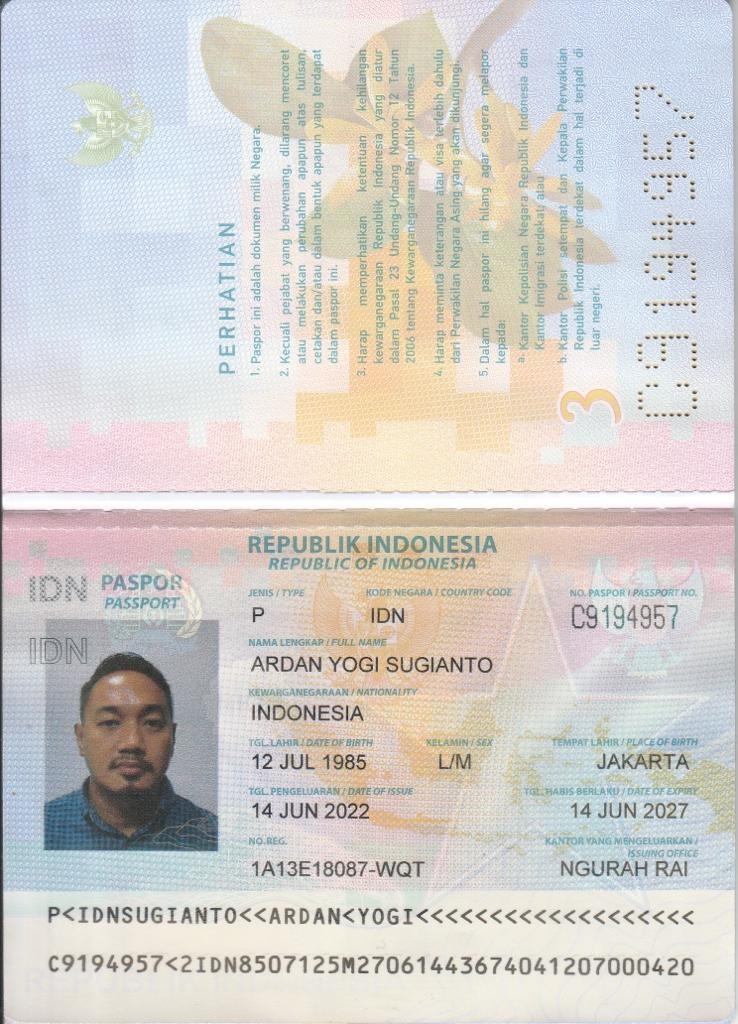 PERHATIAN
1. Paspor ini adalah dokumen milik Negara.
2. Kecuali pejabat yang berwenang, dilarang mencoret
atau melakukan perubahan apapun atas tulisan,
cetakan dan/atau dalam bentuk apapun yang terdapat
dalam paspor ini.
3. Harap memperhatikan ketentuan kehilangan
kewarganegaraan Republik Indonesia yang diatur
dalam Pasal 23 Undang-Undang Nomor 12 Tahun
2006 tentang Kewarganegaraan Republik Indonesia.
4. Harap meminta keterangan atau visa terlebih dahulu
dari Perwakilan Negara Asing yang akan dikunjungi.
5. Dalam hal paspor ini hilang agar segera melapor
kepada:
a. Kantor Kepolisian Negara Republik Indonesia dan
Kantor Imigrasi terdekat; atau
b. Kantor Polisi setempat dan Kepala Perwakilan
Republik Indonesia terdekat dalam hal terjadi di
luar negeri.
3
C9194957
REPUBLIK INDONESIA
REPUBLIC OF INDONESIA
IDN PASPOR
PASSPORT
IDN
JENIS / TYPE KODE NEGARA / COUNTRY CODE NO. PASPOR / PASSPORT NO.
P IDN C9194957
NAMA LENGKAP / FULL NAME
ARDAN YOGI SUGIANTO
KEWARGANEGARAAN / NATIONALITY
INDONESIA
TGL.LAHIR / DATE OF BIRTH KELAMIN / SEX TEMPAT LAHIR / PLACE OF BIRTH
12 JUL 1985 L/M JAKARTA
TGL.PENGELUARAN / DATE OF ISSUE TGL.HABIS BERLAKU / DATE OF EXPIRY
14 JUN 2022 14 JUN 2027
NO.REG. KANTOR YANG MENGELUARKAN /
ISSUING OFFICE
1A13E18087-WQT NGURAH RAI
P<IDNSUGIANTO<<ARDAN<YOGI<<<<<<<<<<<<<<<<<<<
C9194957<2IDN8507125M27061443674041207000420